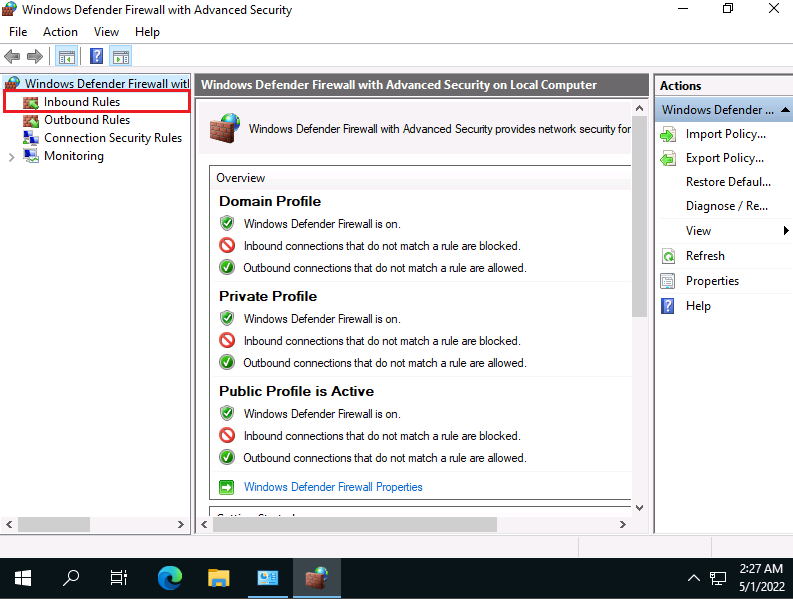 Windows Defender Firewall with Advanced Security
File Action View Help
Windows Defender Firewall wit
Inbound Rules
Outbound Rules
Connection Security Rules
Monitoring
Windows Defender Firewall with Advanced Security on Local Computer
Windows Defender Firewall with Advanced Security provides network security for
Overview
Domain Profile
Windows Defender Firewall is on.
Inbound connections that do not match a rule are blocked.
Outbound connections that do not match a rule are allowed.
Private Profile
Windows Defender Firewall is on.
Inbound connections that do not match a rule are blocked.
Outbound connections that do not match a rule are allowed.
Public Profile is Active
Windows Defender Firewall is on.
Inbound connections that do not match a rule are blocked.
Outbound connections that do not match a rule are allowed.
Windows Defender Firewall Properties
Actions
Windows Defender ...
Import Policy...
Export Policy...
Restore Defaul...
Diagnose / Re...
View
Refresh
Properties
Help
2:27 AM
5/1/2022